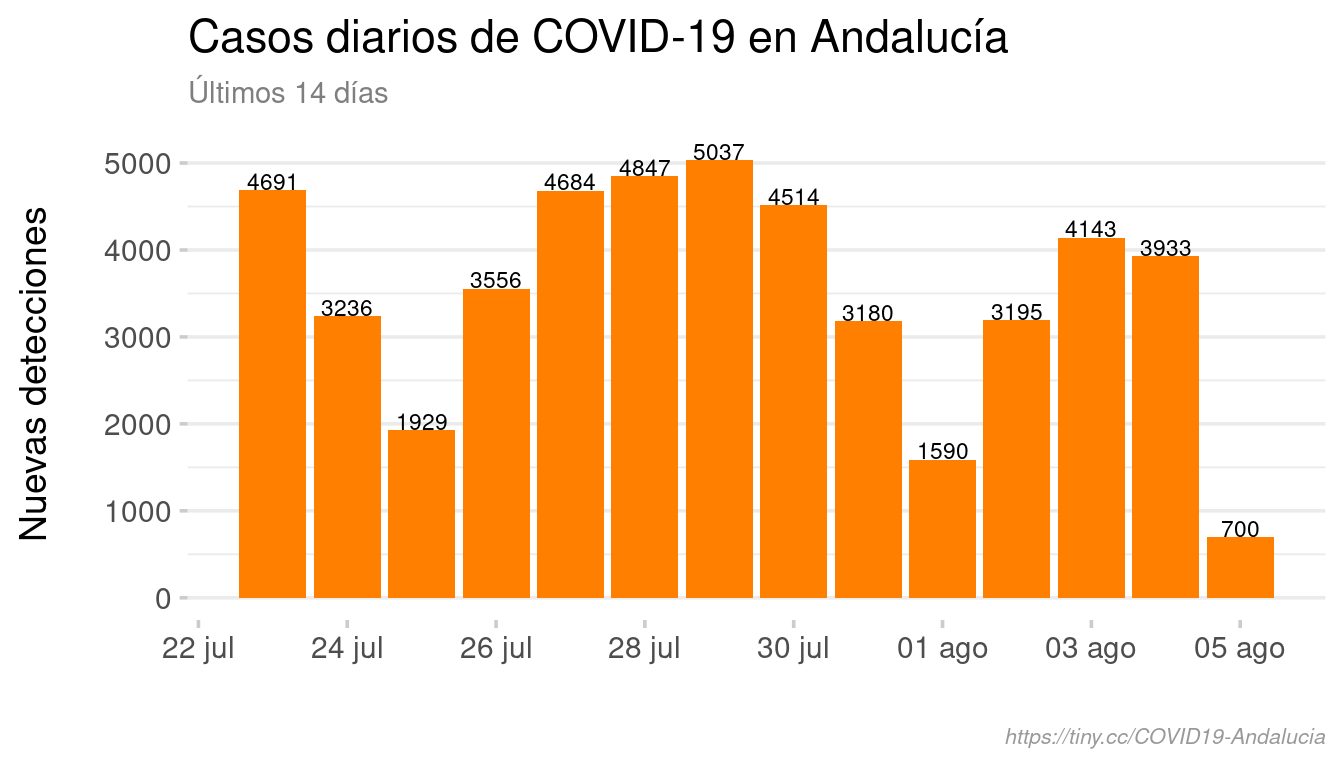 Casos diarios de COVID-19 en Andalucía
Últimos 14 días
Nuevas detecciones
5000
4000
3000
2000
1000
0
4691
3236
1929
3556
4684
4847
5037
4514
3180
1590
3195
4143
3933
700
22 jul
24 jul
26 jul
28 jul
30 jul
01 ago
03 ago
05 ago
https://tiny.cc/COVID19-Andalucia